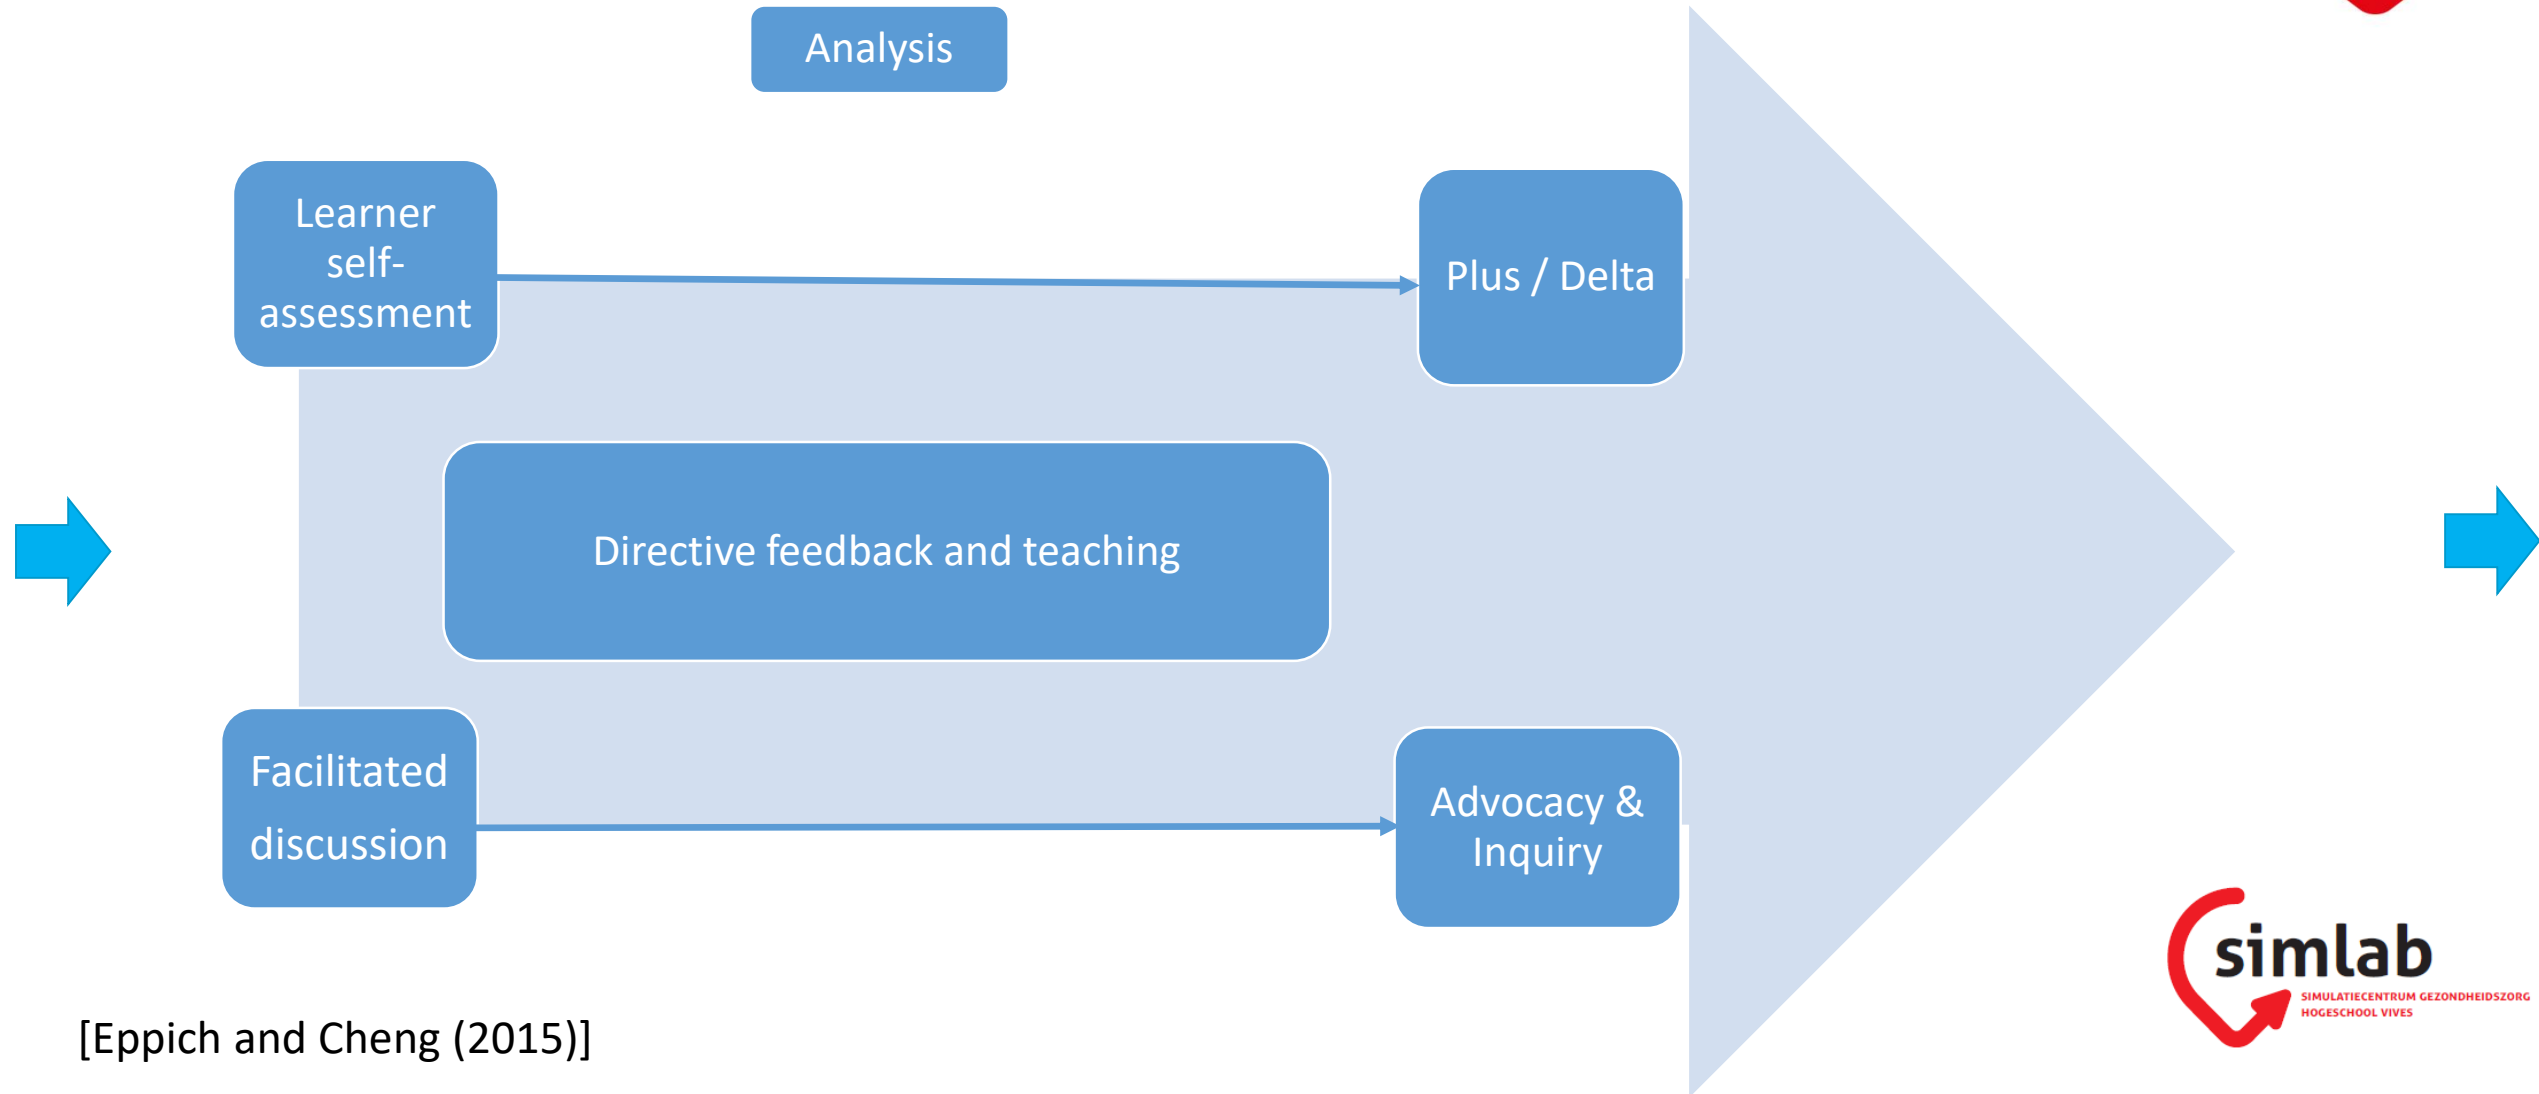 Analysis
Learner
self-
assessment
Plus / Delta
Directive feedback and teaching
Facilitated
discussion
Advocacy &
Inquiry
simlab
SIMULATIECENTRUM GEZONDHEIDSZORG
HOGESCHOOL VIVES
[Eppich and Cheng (2015)]